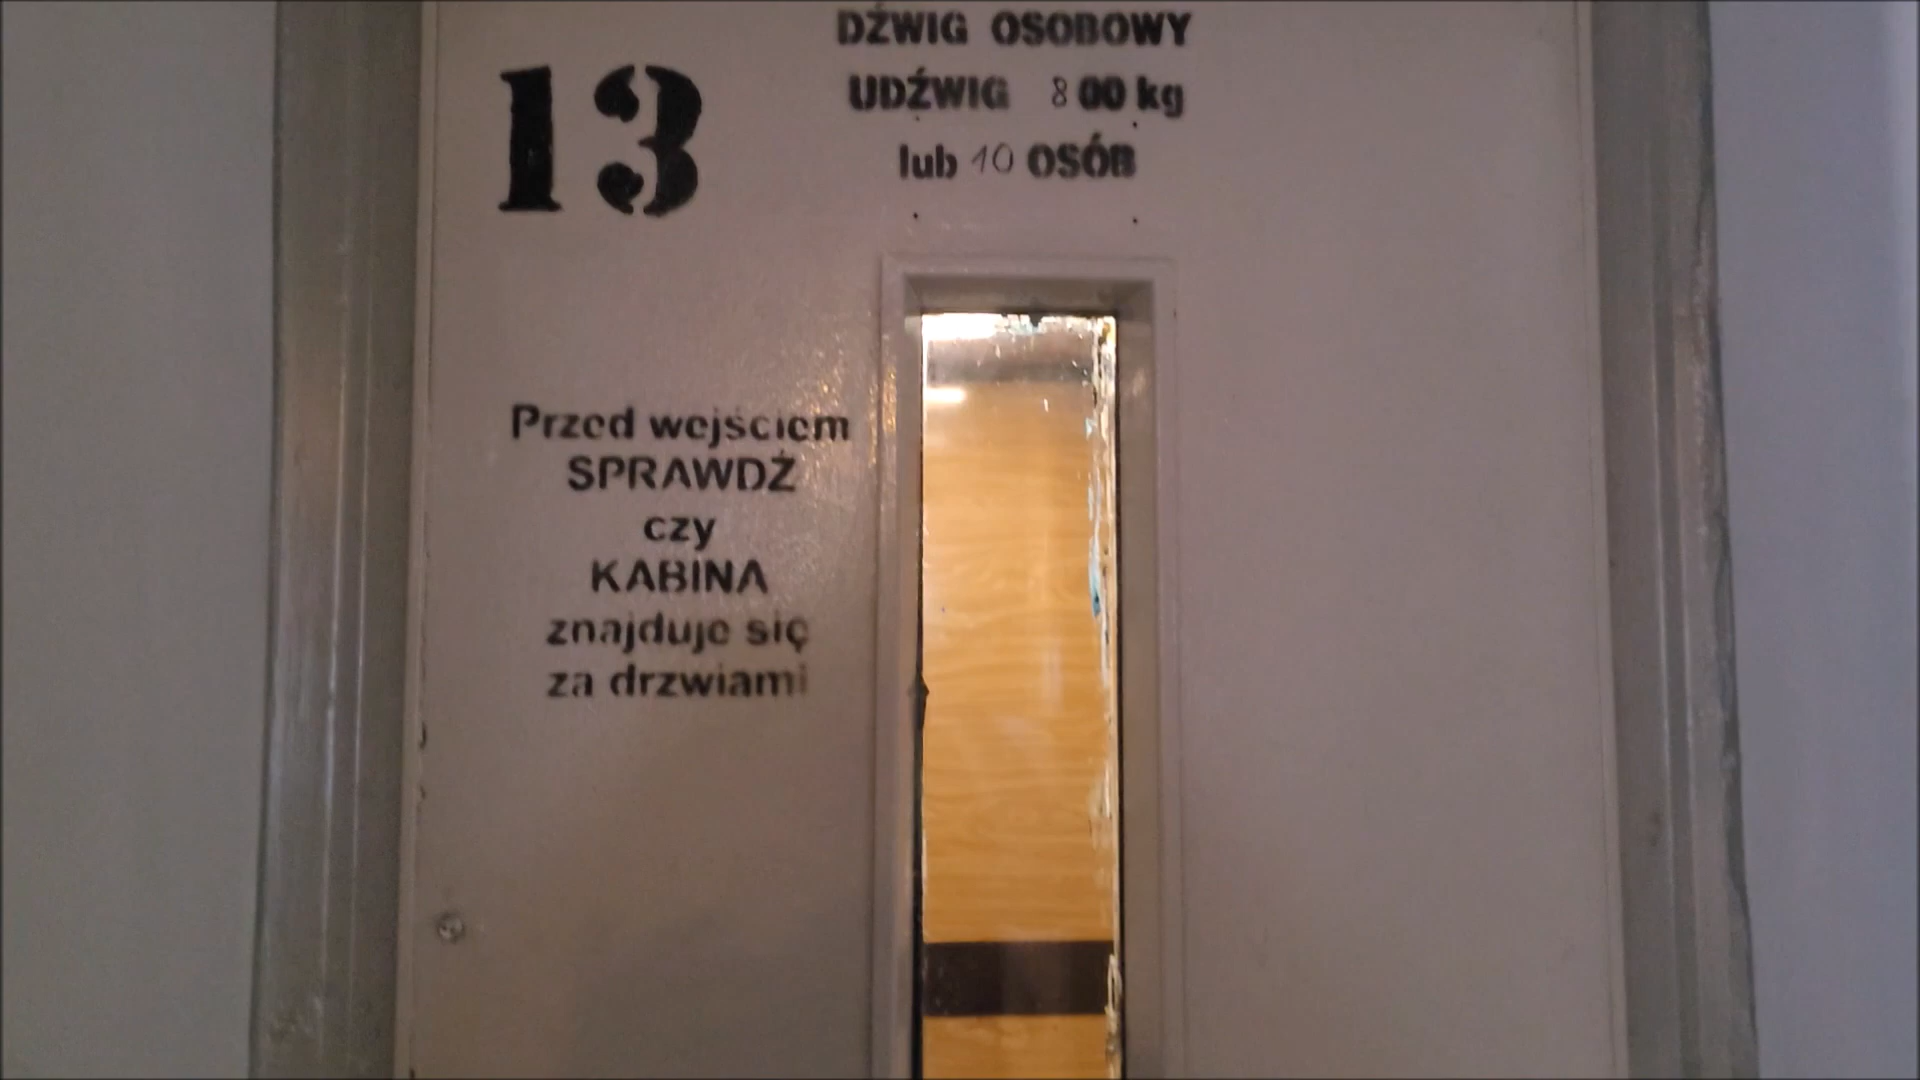 13
DŹWIG OSOBOWY
UDŹWIG 800 kg
lub 10 OSÓB
Przed wejściem
SPRAWDŹ
czy
KABINA
znajduje się
za drzwiami